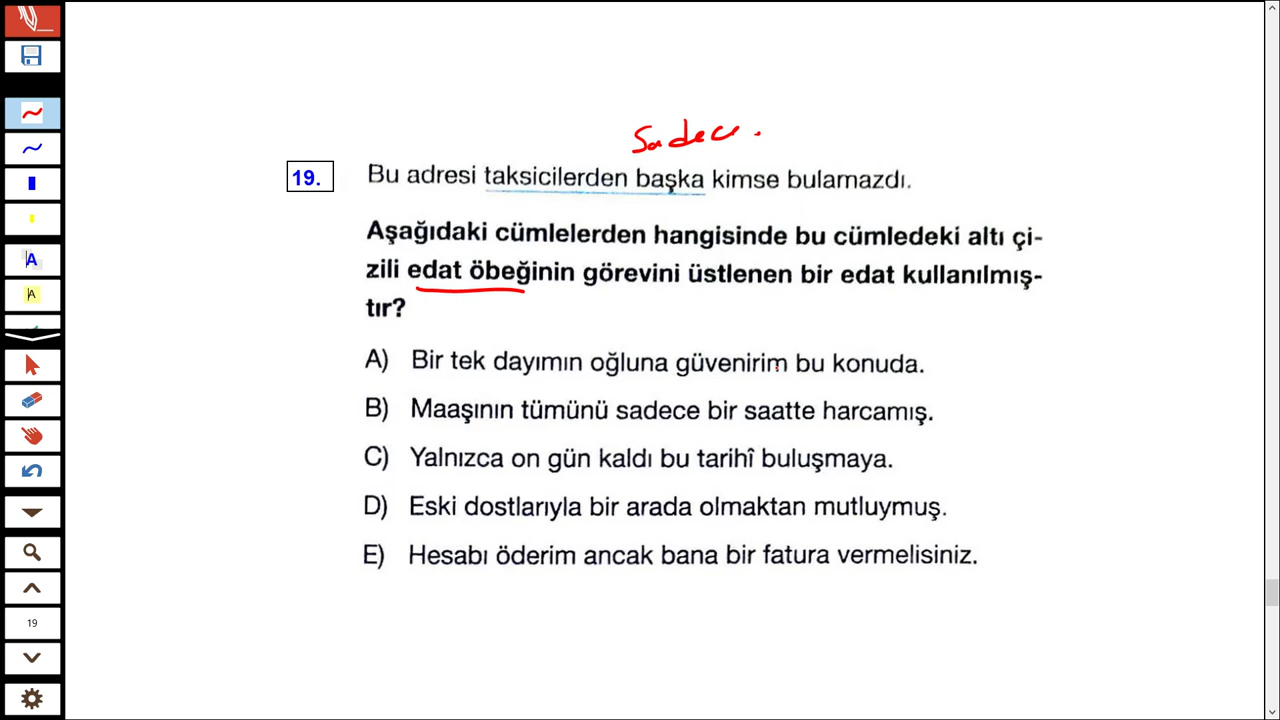 Sadece.
19. Bu adresi taksicilerden başka kimse bulamazdı.
Aşağıdaki cümlelerden hangisinde bu cümledeki altı çi-
zili edat öbeğinin görevini üstlenen bir edat kullanılmış-
tır?
A) Bir tek dayımın oğluna güvenirim bu konuda.
B) Maaşının tümünü sadece bir saatte harcamış.
C) Yalnızca on gün kaldı bu tarihî buluşmaya.
D) Eski dostlarıyla bir arada olmaktan mutluymuş.
E) Hesabı öderim ancak bana bir fatura vermelisiniz.
A
A
19